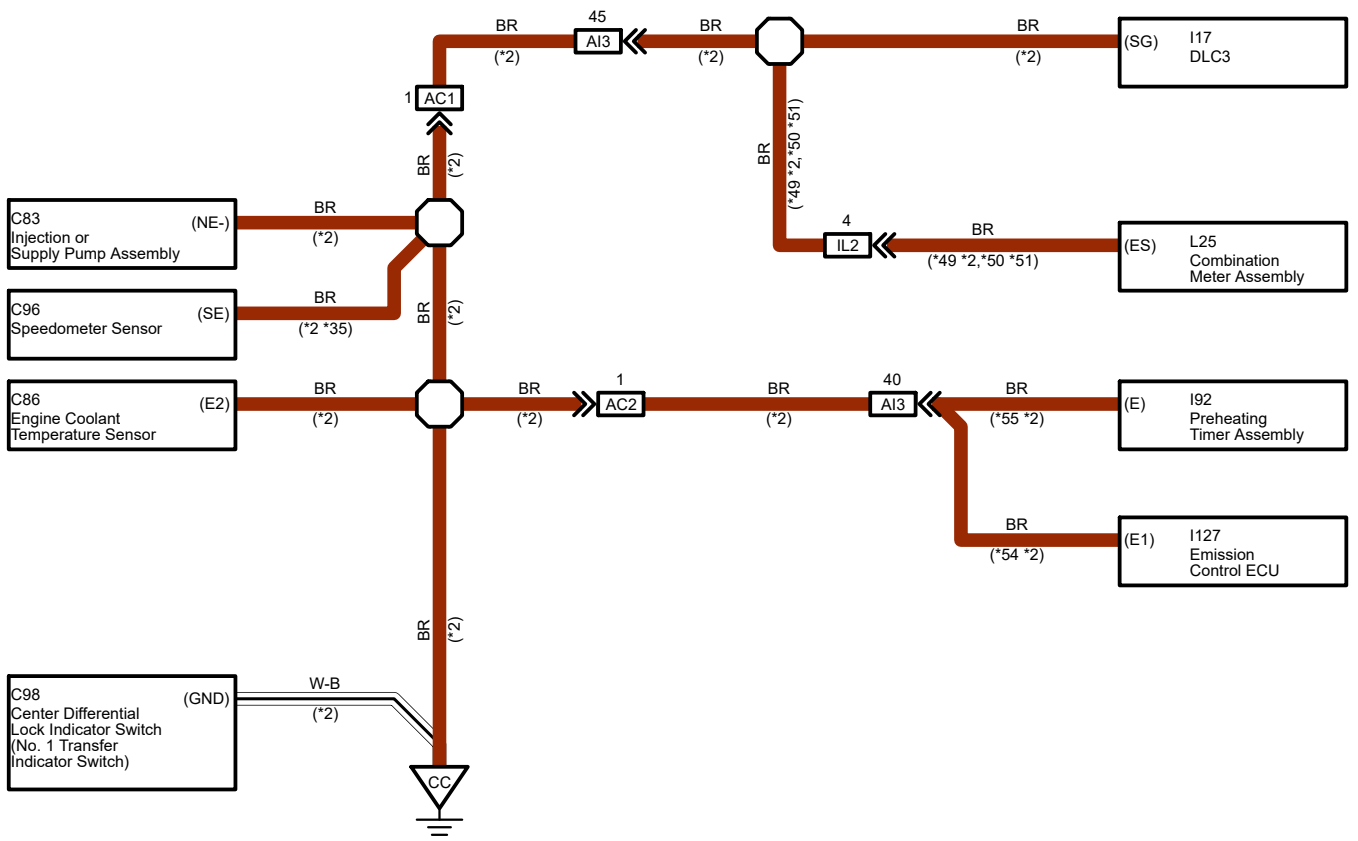 45
BR
AI3
BR
BR
(*2)
(*2)
(*2)
(SG)
I17
DLC3
1
AC1
BR
(*2)
BR
(*49 *2,*50 *51)
C83
Injection or
Supply Pump Assembly
(NE-)
BR
(*2)
4
IL2
BR
(*49 *2,*50 *51)
(ES)
L25
Combination
Meter Assembly
C96
Speedometer Sensor
(SE)
BR
(*2 *35)
BR
(*2)
C86
Engine Coolant
Temperature Sensor
(E2)
BR
(*2)
BR
(*2)
1
AC2
BR
(*2)
40
AI3
BR
(*55 *2)
(E)
I92
Preheating
Timer Assembly
BR
(*54 *2)
(E1)
I127
Emission
Control ECU
BR
(*2)
C98
Center Differential
Lock Indicator Switch
(No. 1 Transfer
Indicator Switch)
(GND)
W-B
(*2)
CC